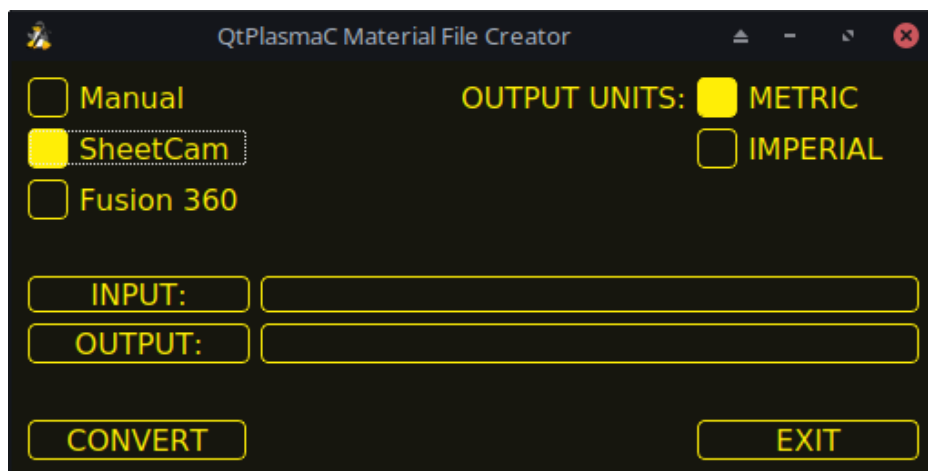 QtPlasmaC Material File Creator
Manual OUTPUT UNITS: METRIC
SheetCam IMPERIAL
Fusion 360
INPUT:
OUTPUT:
CONVERT EXIT